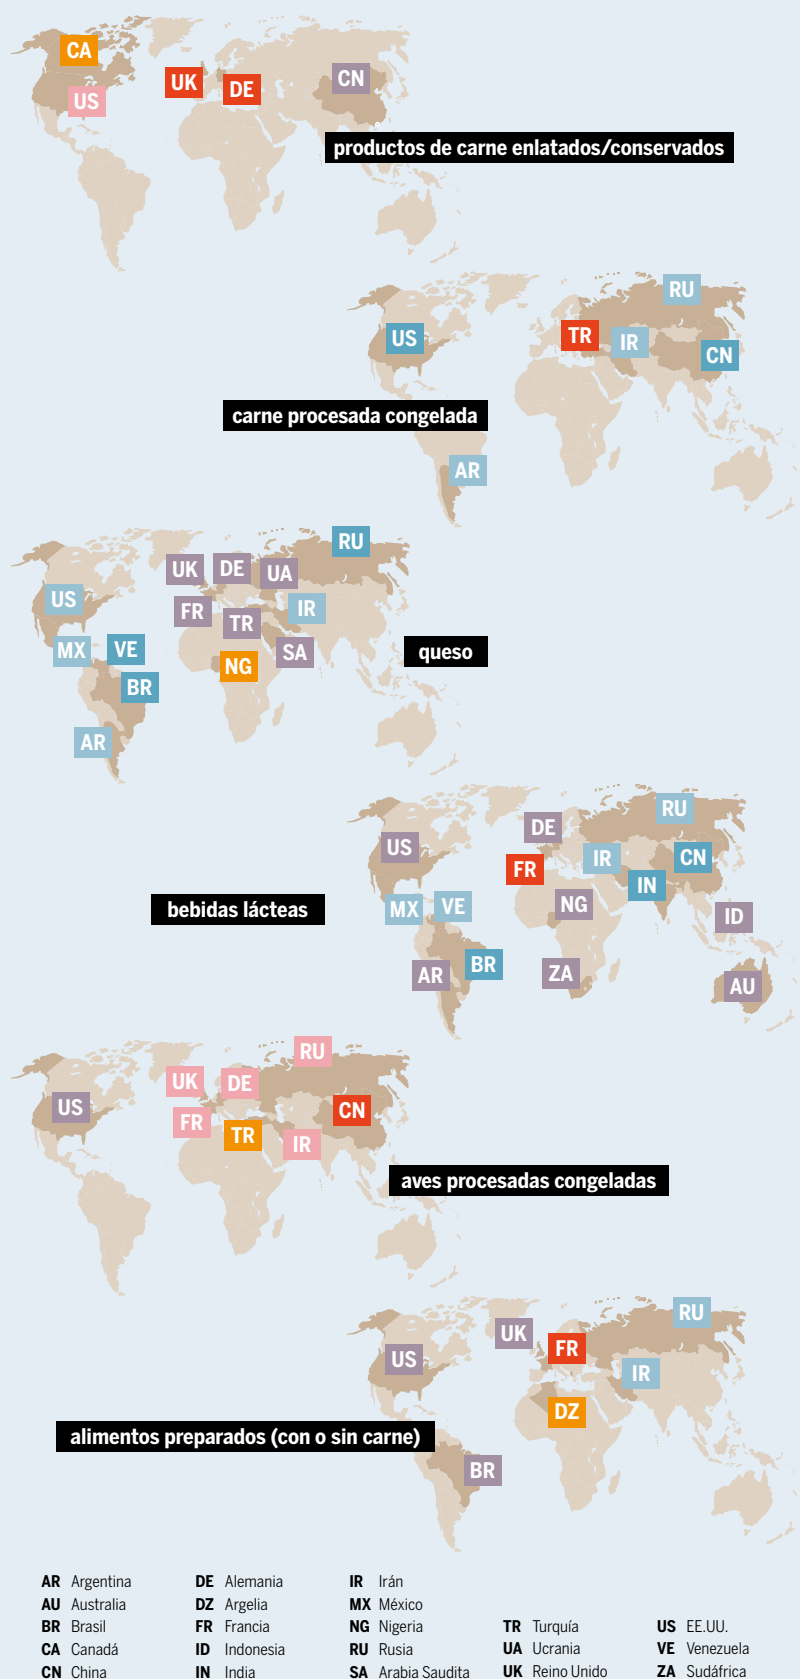 CA
US
UK
DE
CN
productos de carne enlatados/conservados
RU
US
TR
IR
CN
carne procesada congelada
AR
RU
UK
DE
UA
US
FR
IR
TR
MX
VE
SA
queso
NG
BR
AR
RU
DE
US
FR
IR
CN
IN
MX
VE
NG
ID
bebidas lácteas
AR
BR
ZA
AU
RU
UK
DE
US
FR
CN
TR
IR
aves procesadas congeladas
RU
UK
FR
US
IR
DZ
alimentos preparados (con o sin carne)
BR
AR Argentina
AU Australia
BR Brasil
CA Canadá
CN China
DE Alemania
DZ Argelia
FR Francia
ID Indonesia
IN India
IR Irán
MX México
NG Nigeria
RU Rusia
SA Arabia Saudita
TR Turquía
UA Ucrania
UK Reino Unido
US EE.UU.
VE Venezuela
ZA Sudáfrica